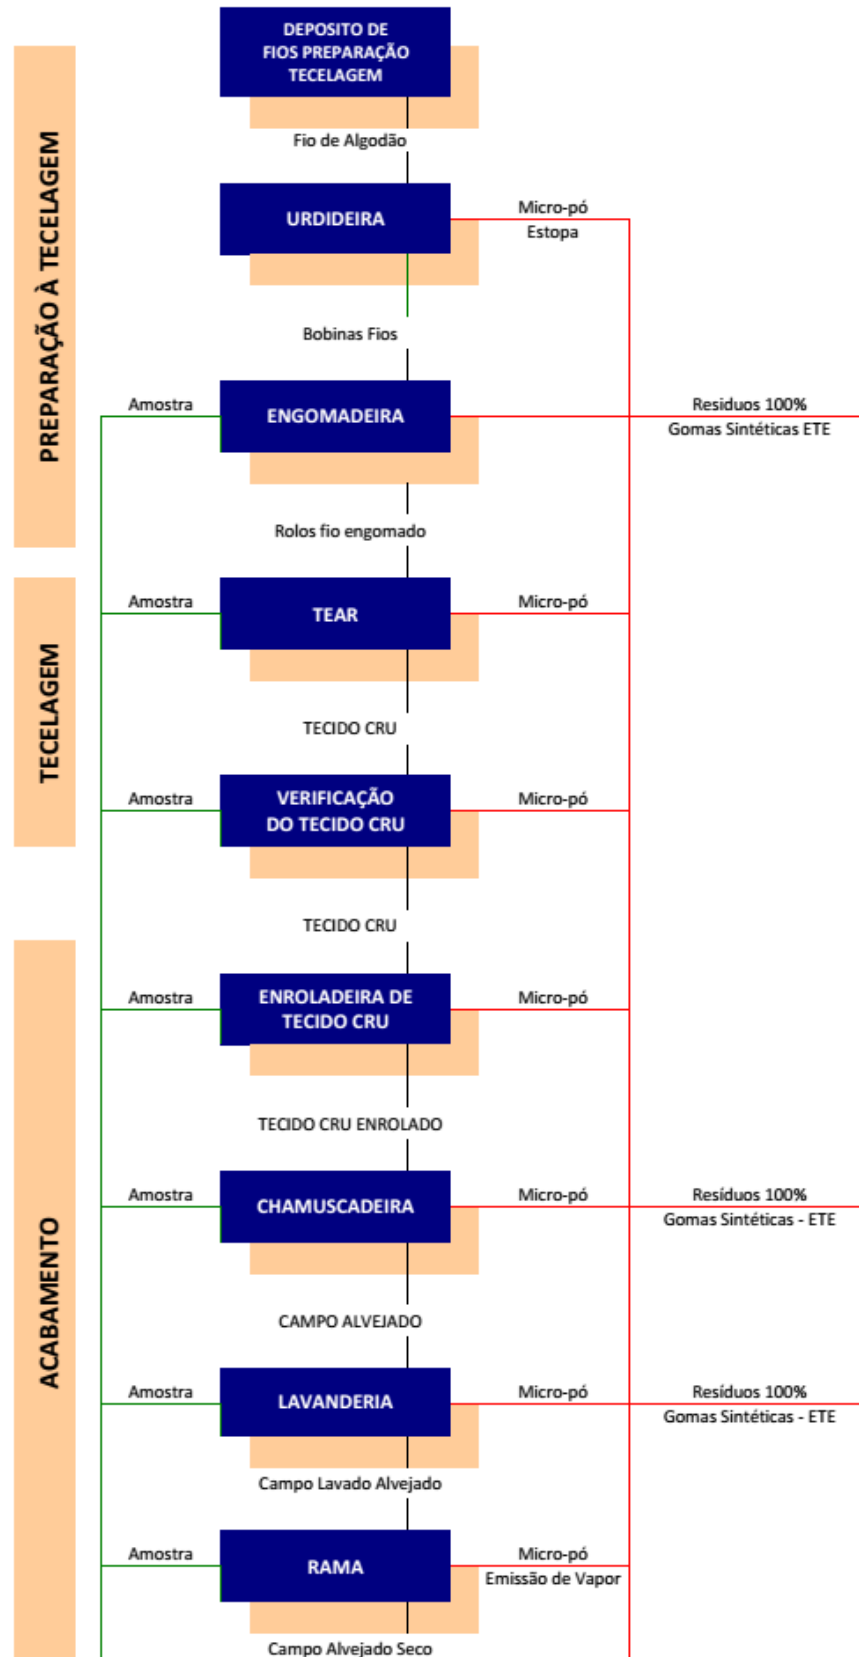 DEPOSITO DE
FIOS PREPARAÇÃO
TECELAGEM
PREPARAÇÃO À TECELAGEM
Fio de Algodão
URDIDEIRA
Micro-pó
Estopa
Bobinas Fios
Amostra
ENGOMADEIRA
Resíduos 100%
Gomas Sintéticas ETE
Rolos fio engomado
TECELAGEM
Amostra
TEAR
Micro-pó
TECIDO CRU
Amostra
VERIFICAÇÃO
DO TECIDO CRU
Micro-pó
TECIDO CRU
ACABAMENTO
Amostra
ENROLADEIRA DE
TECIDO CRU
Micro-pó
TECIDO CRU ENROLADO
Amostra
CHAMUSCADEIRA
Micro-pó
Resíduos 100%
Gomas Sintéticas - ETE
CAMPO ALVEJADO
Amostra
LAVANDERIA
Micro-pó
Resíduos 100%
Gomas Sintéticas - ETE
Campo Lavado Alvejado
Amostra
RAMA
Micro-pó
Emissão de Vapor
Campo Alvejado Seco